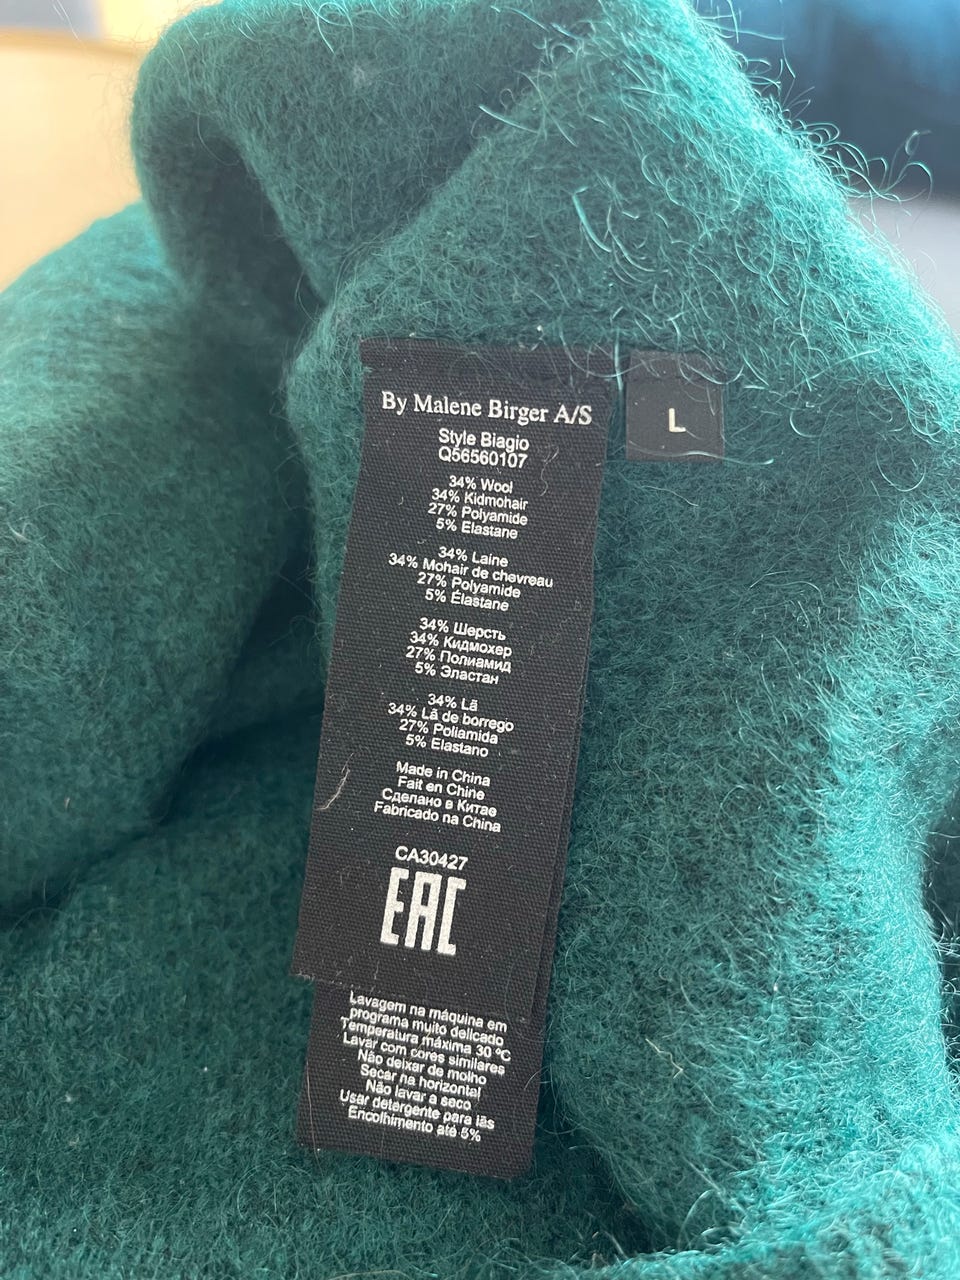 By Malene Birger A/S
L
Style Biagio
Q56560107
34% Wool
34% Kidmohair
27% Polyamide
5% Elastane
34% Laine
34% Mohair de chevreau
27% Polyamide
5% Élastane
34% Шерсть
34% Кидмохер
27% Полиамид
5% Эластан
34% Lã
34% Lã de borrego
27% Poliamida
5% Elastano
Made in China
Fait en Chine
Сделано в Китае
Fabricado na China
CA30427
EAC
Lavagem na máquina em
programa muito delicado
Temperatura máxima 30 ºC
Lavar com cores similares
Não deixar de molho
Secar na horizontal
Não lavar a seco
Usar detergente para lãs
Encolhimento até 5%